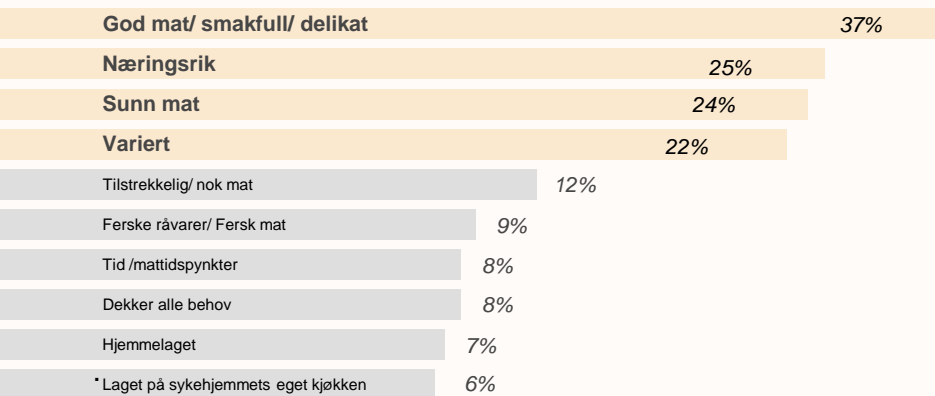 God mat/ smakfull/ delikat 37%
Næringsrik 25%
Sunn mat 24%
Variert 22%
Tilstrekkelig/ nok mat 12%
Ferske råvarer/ Fersk mat 9%
Tid /mattidspynkter 8%
Dekker alle behov 8%
Hjemmelaget 7%
Laget på sykehjemmets eget kjøkken 6%